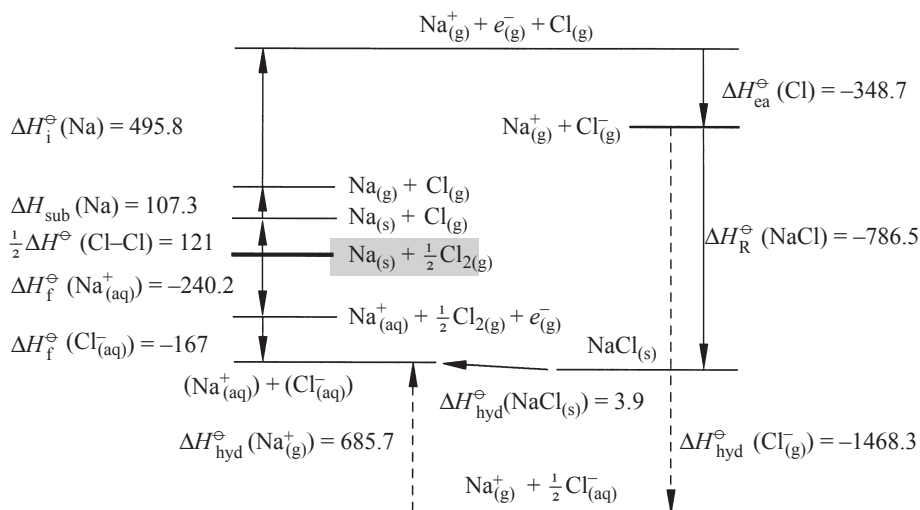 Na⁺(g) + e⁻(g) + Cl(g)
ΔH⦵ea (Cl) = –348.7
Na⁺(g) + Cl⁻(g)
ΔH⦵i (Na) = 495.8
Na(g) + Cl(g)
ΔHsub (Na) = 107.3
Na(s) + Cl(g)
½ΔH⦵ (Cl–Cl) = 121
Na(s) + ½Cl2(g)
ΔH⦵R (NaCl) = –786.5
ΔH⦵f (Na⁺(aq)) = –240.2
Na⁺(aq) + ½Cl2(g) + e⁻(g)
ΔH⦵f (Cl⁻(aq)) = –167
NaCl(s)
(Na⁺(aq)) + (Cl⁻(aq))
ΔH⦵hyd(NaCl(s)) = 3.9
ΔH⦵hyd(Na⁺(g)) = 685.7
ΔH⦵hyd (Cl⁻(g)) = –1468.3
Na⁺(g) + ½Cl⁻(aq)